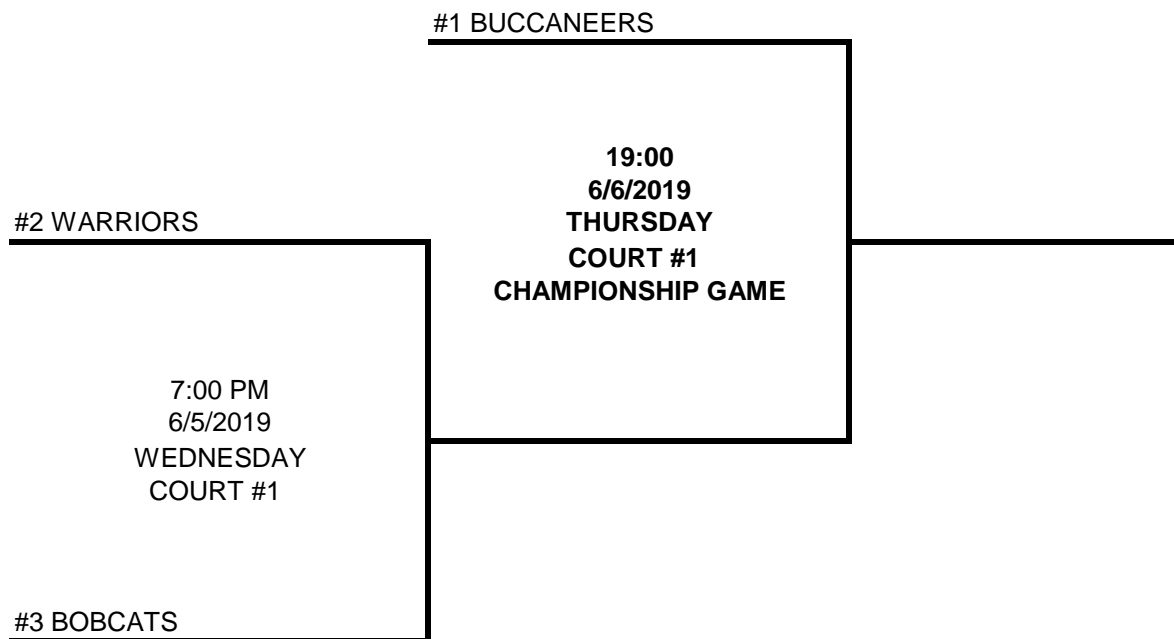 #1 BUCCANEERS
19:00
6/6/2019
THURSDAY
COURT #1
CHAMPIONSHIP GAME
#2 WARRIORS
7:00 PM
6/5/2019
WEDNESDAY
COURT #1
#3 BOBCATS